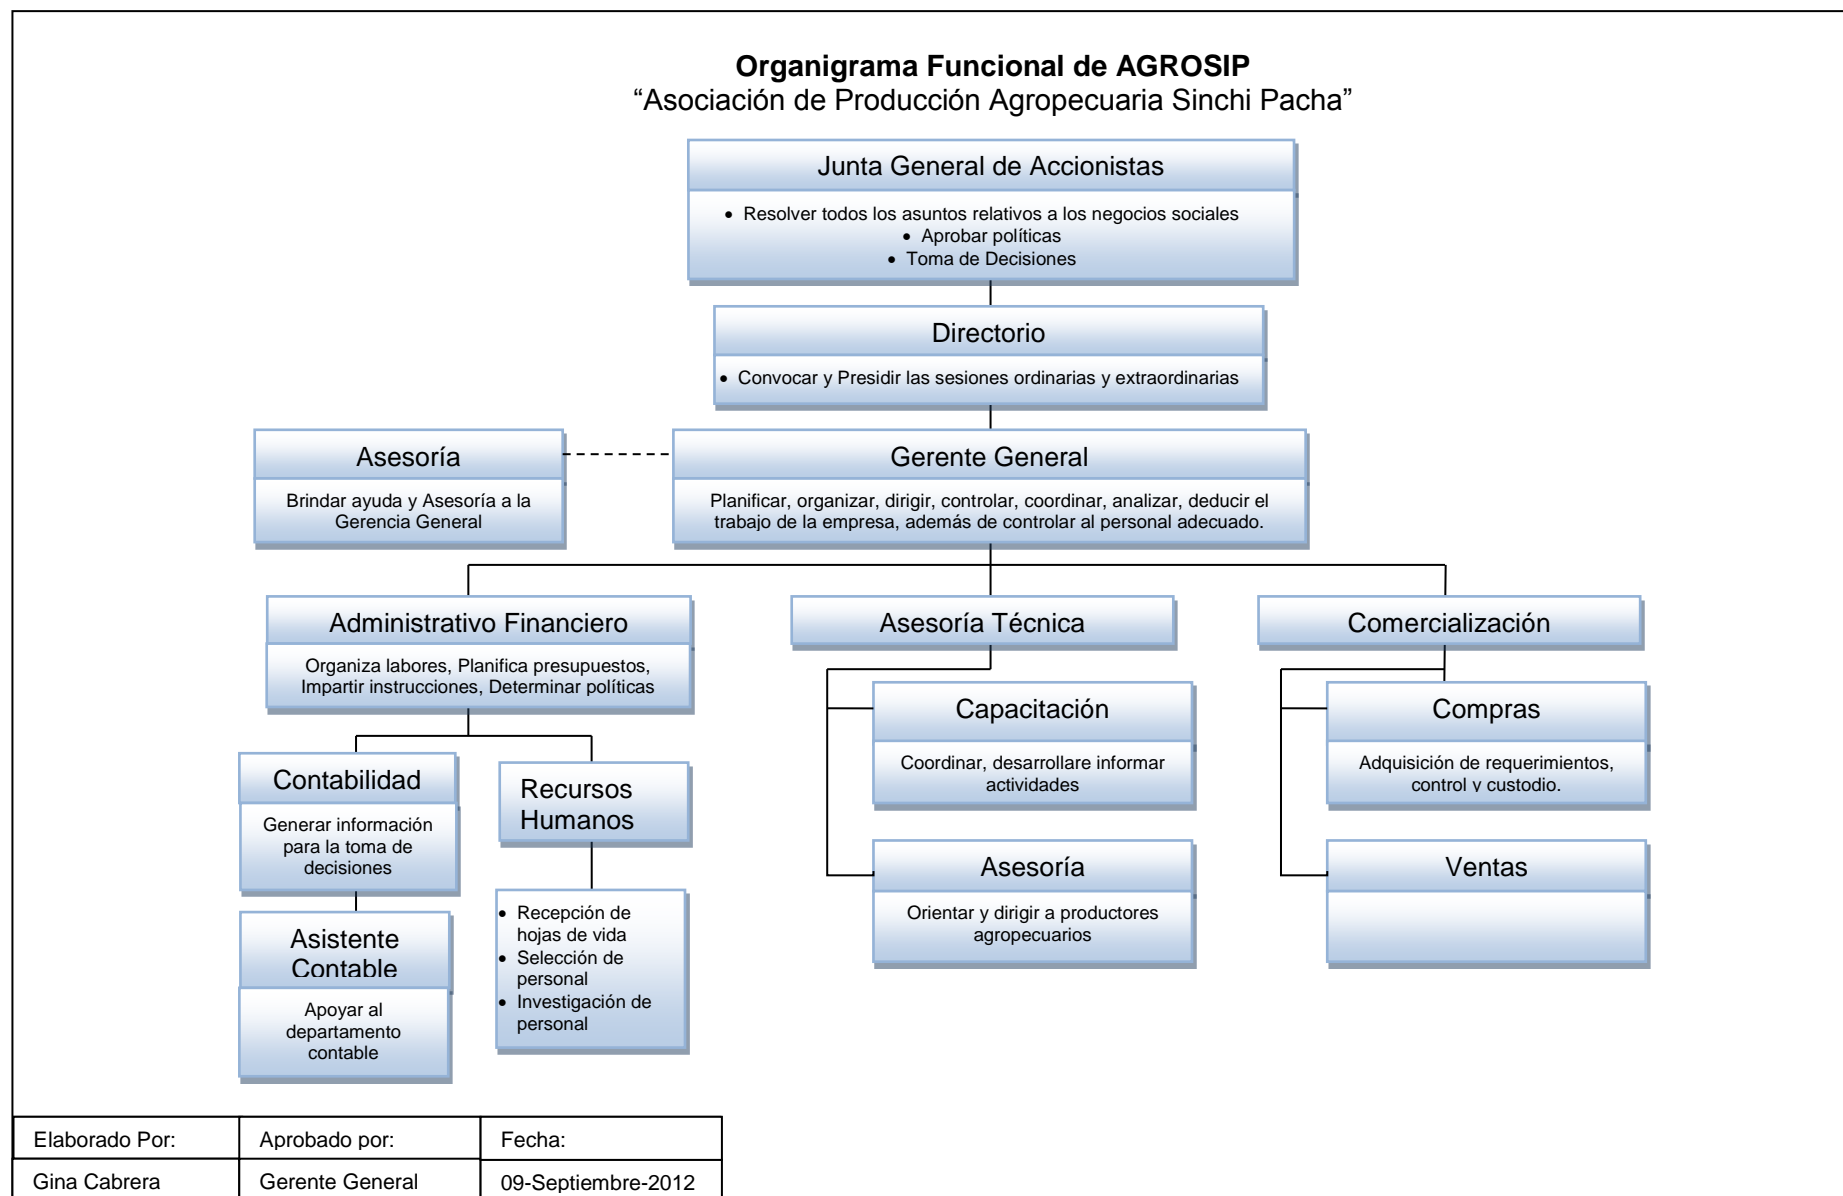 Organigrama Funcional de AGROSIP
“Asociación de Producción Agropecuaria Sinchi Pacha”
Junta General de Accionistas
• Resolver todos los asuntos relativos a los negocios sociales
• Aprobar políticas
• Toma de Decisiones
Directorio
• Convocar y Presidir las sesiones ordinarias y extraordinarias
Asesoría
Brindar ayuda y Asesoría a la
Gerencia General
Gerente General
Planificar, organizar, dirigir, controlar, coordinar, analizar, deducir el
trabajo de la empresa, además de controlar al personal adecuado.
Administrativo Financiero
Organiza labores, Planifica presupuestos,
Impartir instrucciones, Determinar políticas
Contabilidad
Generar información
para la toma de
decisiones
Asistente
Contable
Apoyar al
departamento
contable
Recursos
Humanos
• Recepción de
hojas de vida
• Selección de
personal
• Investigación de
personal
Asesoría Técnica
Capacitación
Coordinar, desarrollare informar
actividades
Asesoría
Orientar y dirigir a productores
agropecuarios
Comercialización
Compras
Adquisición de requerimientos,
control y custodio.
Ventas
Elaborado Por:
Aprobado por:
Fecha:
Gina Cabrera
Gerente General
09-Septiembre-2012